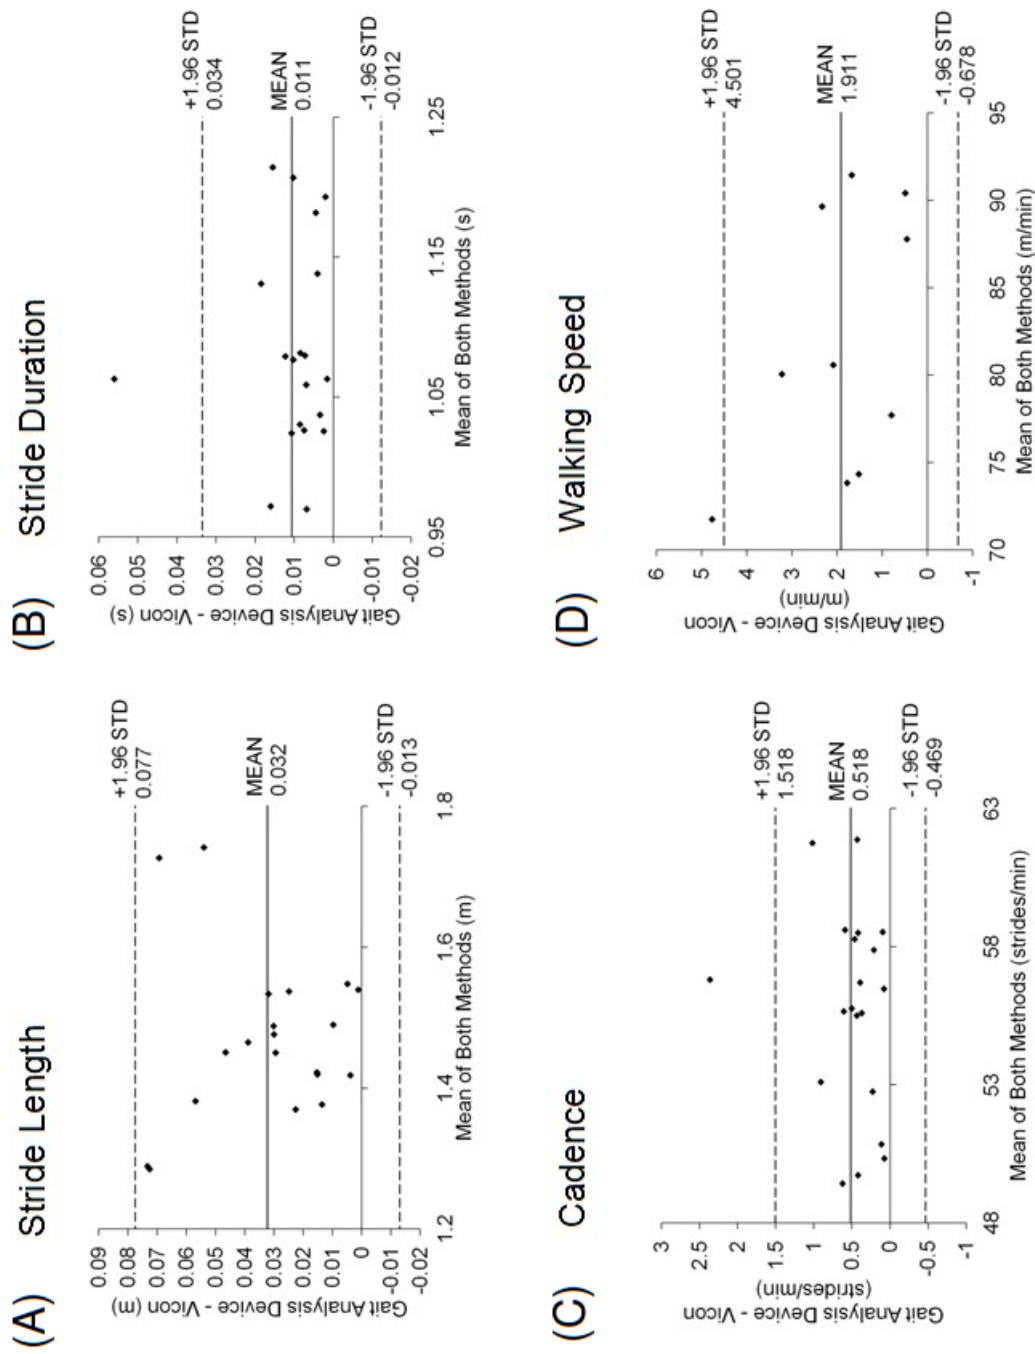 (A)
Stride Length
0.09
0.08
0.07
0.06
0.05
0.04
0.03
0.02
0.01
0
-0.01
-0.02
Gait Analysis Device - Vicon (m)
1.2
1.4
1.6
1.8
Mean of Both Methods (m)
+1.96 STD
0.077
MEAN
0.032
-1.96 STD
-0.013
(B)
Stride Duration
0.06
0.05
0.04
0.03
0.02
0.01
0
-0.01
-0.02
Gait Analysis Device - Vicon
(s)
0.95
1.05
1.15
1.25
Mean of Both Methods (s)
+1.96 STD
0.034
MEAN
0.011
-1.96 STD
-0.012
(C)
Cadence
3
2.5
2
1.5
1
0.5
0
-0.5
-1
Gait Analysis Device - Vicon
(strides/min)
48
53
58
63
Mean of Both Methods (strides/min)
+1.96 STD
1.518
MEAN
0.518
-1.96 STD
-0.469
(D)
Walking Speed
6
5
4
3
2
1
0
-1
Gait Analysis Device - Vicon
(m/min)
70
75
80
85
90
95
Mean of Both Methods (m/min)
+1.96 STD
4.501
MEAN
1.911
-1.96 STD
-0.678